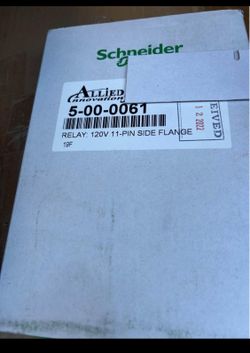 Schneider
ALLIED
Innovations
5-00-0061
RELAY: 120V 11-PIN SIDE FLANGE
19F
EIVED
1 2 2022